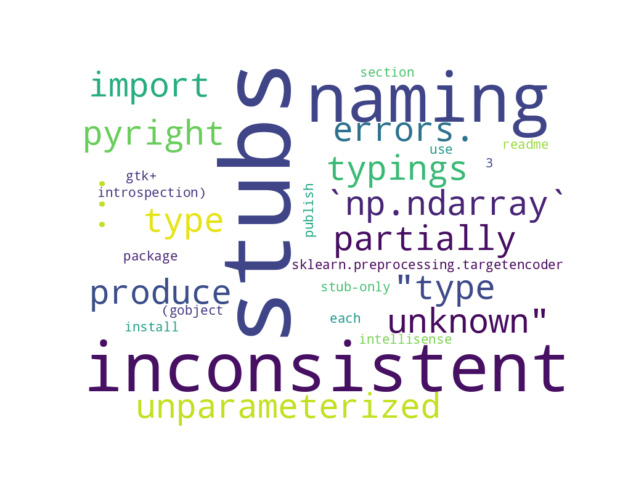 section
import
stubs
naming
pyright
errors.
use
readme
typings
3
gtk+
introspection)
...
type
publish
`np.ndarray`
partially
package
sklearn.preprocessing.targetencoder
produce
stub-only
"type
(gobject
install
each
unknown"
intellisense
inconsistent
unparameterized